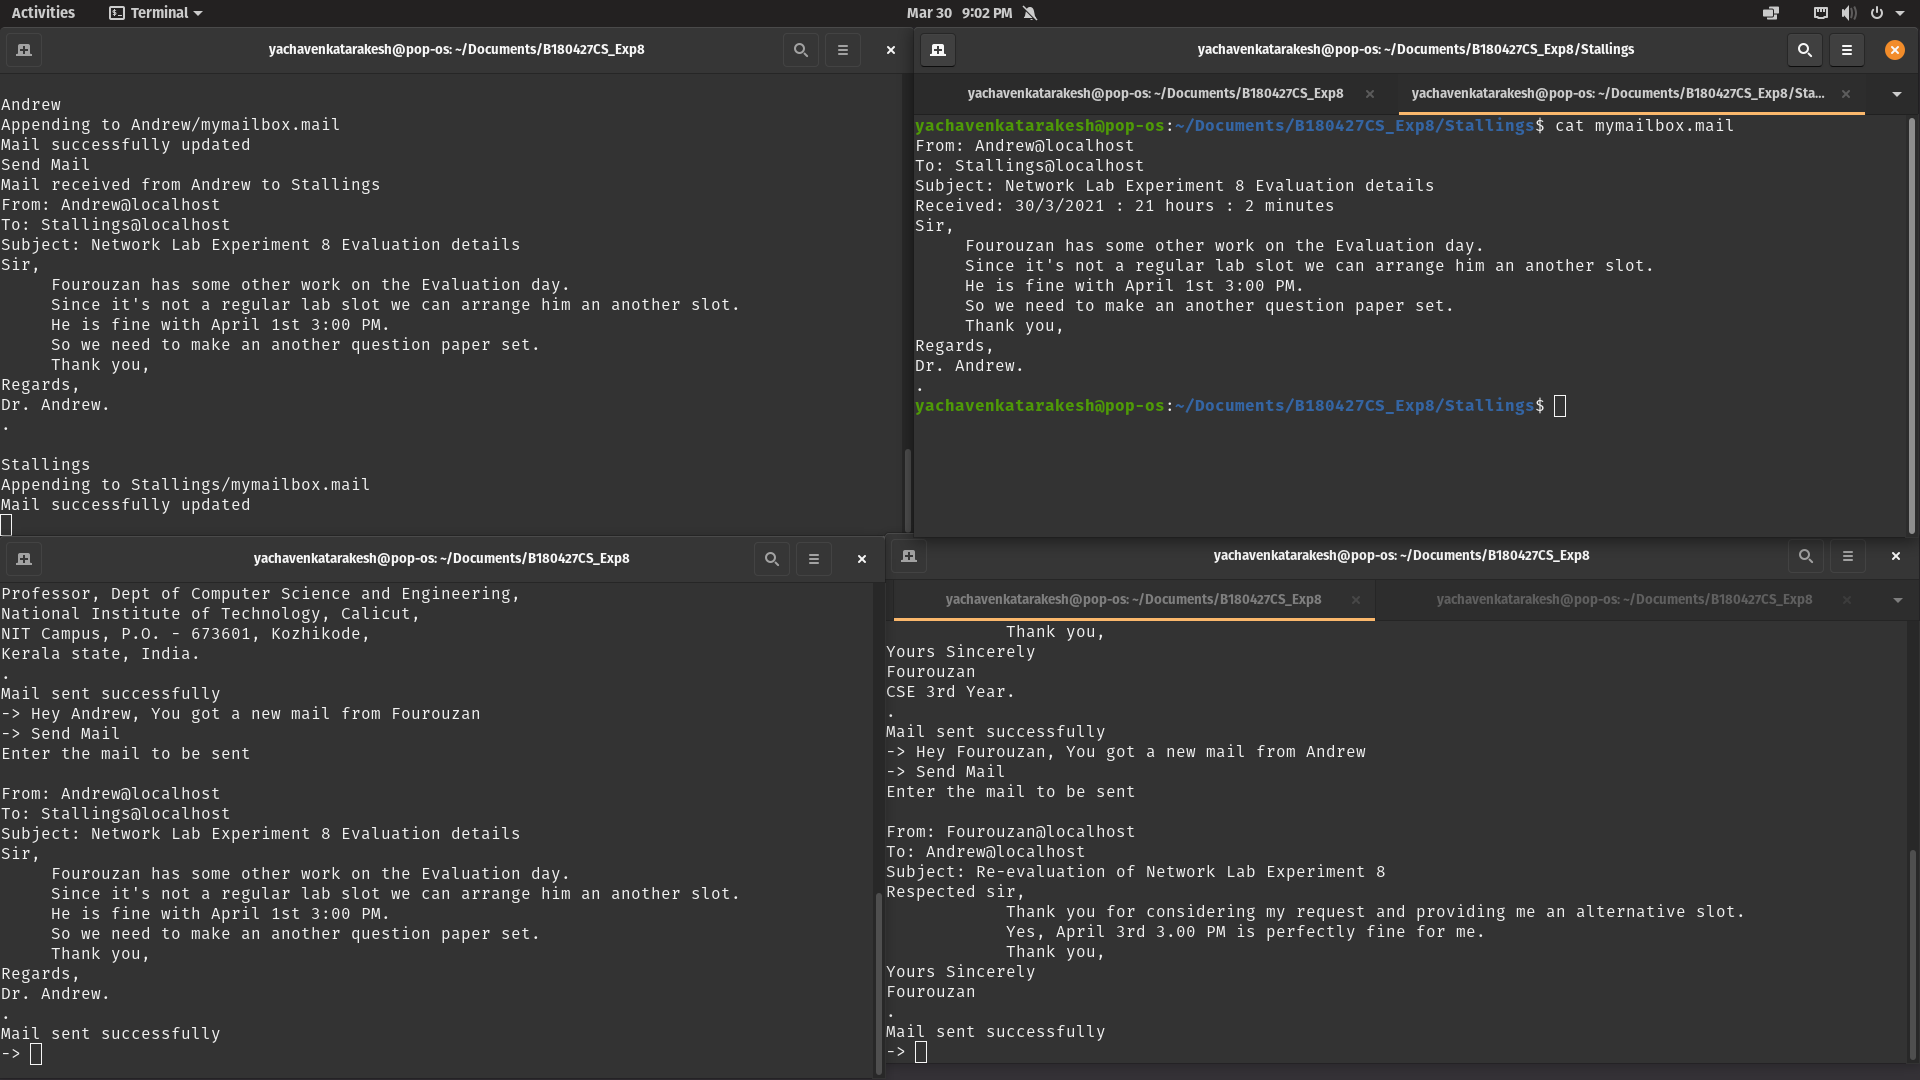 Activities
Terminal
Mar 30 9:02 PM
yachavenkatarakesh@pop-os: ~/Documents/B180427CS_Exp8
Andrew
Appending to Andrew/mymailbox.mail
Mail successfully updated
Send Mail
Mail received from Andrew to Stallings
From: Andrew@localhost
To: Stallings@localhost
Subject: Network Lab Experiment 8 Evaluation details
Sir,
Fourouzan has some other work on the Evaluation day.
Since it's not a regular lab slot we can arrange him an another slot.
He is fine with April 1st 3:00 PM.
So we need to make an another question paper set.
Thank you,
Regards,
Dr. Andrew.
.
Stallings
Appending to Stallings/mymailbox.mail
Mail successfully updated
yachavenkatarakesh@pop-os: ~/Documents/B180427CS_Exp8/Stallings
yachavenkatarakesh@pop-os: ~/Documents/B180427CS_Exp8
yachavenkatarakesh@pop-os: ~/Documents/B180427CS_Exp8/Sta...
yachavenkatarakesh@pop-os:~/Documents/B180427CS_Exp8/Stallings$ cat mymailbox.mail
From: Andrew@localhost
To: Stallings@localhost
Subject: Network Lab Experiment 8 Evaluation details
Received: 30/3/2021 : 21 hours : 2 minutes
Sir,
Fourouzan has some other work on the Evaluation day.
Since it's not a regular lab slot we can arrange him an another slot.
He is fine with April 1st 3:00 PM.
So we need to make an another question paper set.
Thank you,
Regards,
Dr. Andrew.
.
yachavenkatarakesh@pop-os:~/Documents/B180427CS_Exp8/Stallings$
yachavenkatarakesh@pop-os: ~/Documents/B180427CS_Exp8
Professor, Dept of Computer Science and Engineering,
National Institute of Technology, Calicut,
NIT Campus, P.O. - 673601, Kozhikode,
Kerala state, India.
.
Mail sent successfully
-> Hey Andrew, You got a new mail from Fourouzan
-> Send Mail
Enter the mail to be sent
From: Andrew@localhost
To: Stallings@localhost
Subject: Network Lab Experiment 8 Evaluation details
Sir,
Fourouzan has some other work on the Evaluation day.
Since it's not a regular lab slot we can arrange him an another slot.
He is fine with April 1st 3:00 PM.
So we need to make an another question paper set.
Thank you,
Regards,
Dr. Andrew.
.
Mail sent successfully
->
yachavenkatarakesh@pop-os: ~/Documents/B180427CS_Exp8
yachavenkatarakesh@pop-os: ~/Documents/B180427CS_Exp8
yachavenkatarakesh@pop-os: ~/Documents/B180427CS_Exp8
Thank you,
Yours Sincerely
Fourouzan
CSE 3rd Year.
.
Mail sent successfully
-> Hey Fourouzan, You got a new mail from Andrew
-> Send Mail
Enter the mail to be sent
From: Fourouzan@localhost
To: Andrew@localhost
Subject: Re-evaluation of Network Lab Experiment 8
Respected sir,
Thank you for considering my request and providing me an alternative slot.
Yes, April 3rd 3.00 PM is perfectly fine for me.
Thank you,
Yours Sincerely
Fourouzan
.
Mail sent successfully
->